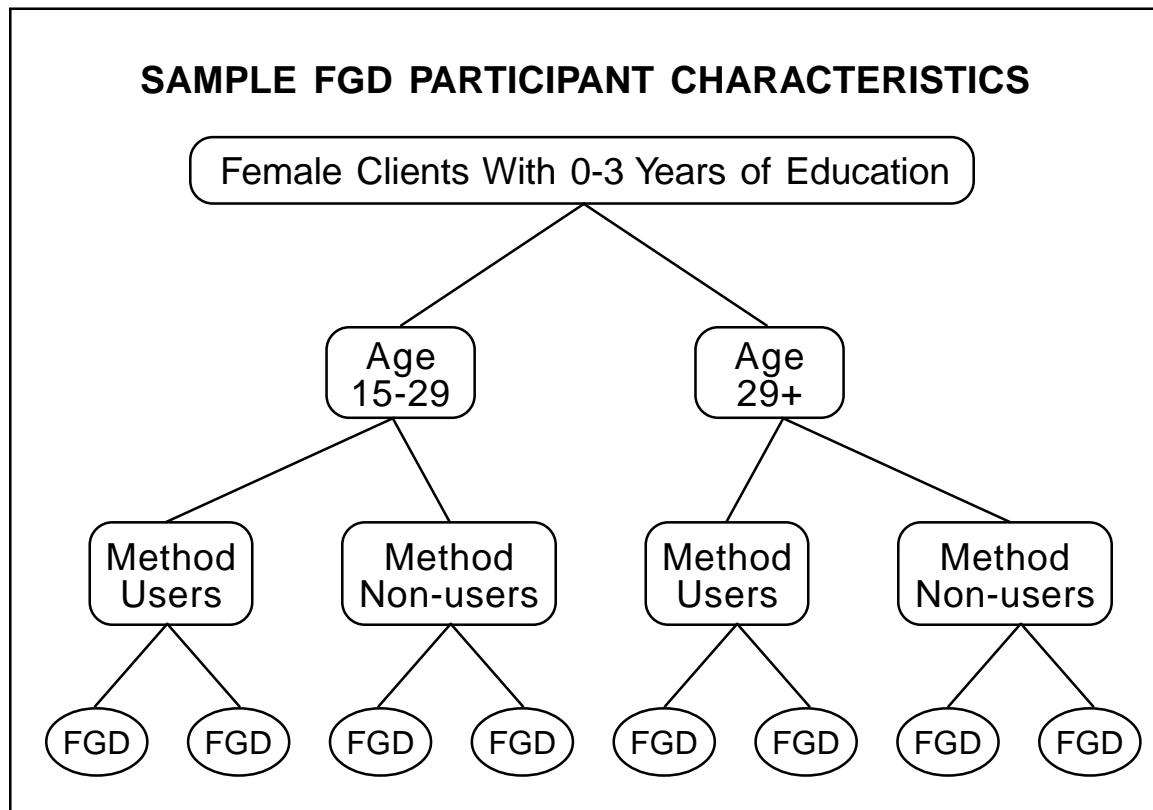 SAMPLE FGD PARTICIPANT CHARACTERISTICS
Female Clients With 0-3 Years of Education
Age
15-29
Age
29+
Method
Users
Method
Non-users
Method
Users
Method
Non-users
FGD
FGD
FGD
FGD
FGD
FGD
FGD
FGD